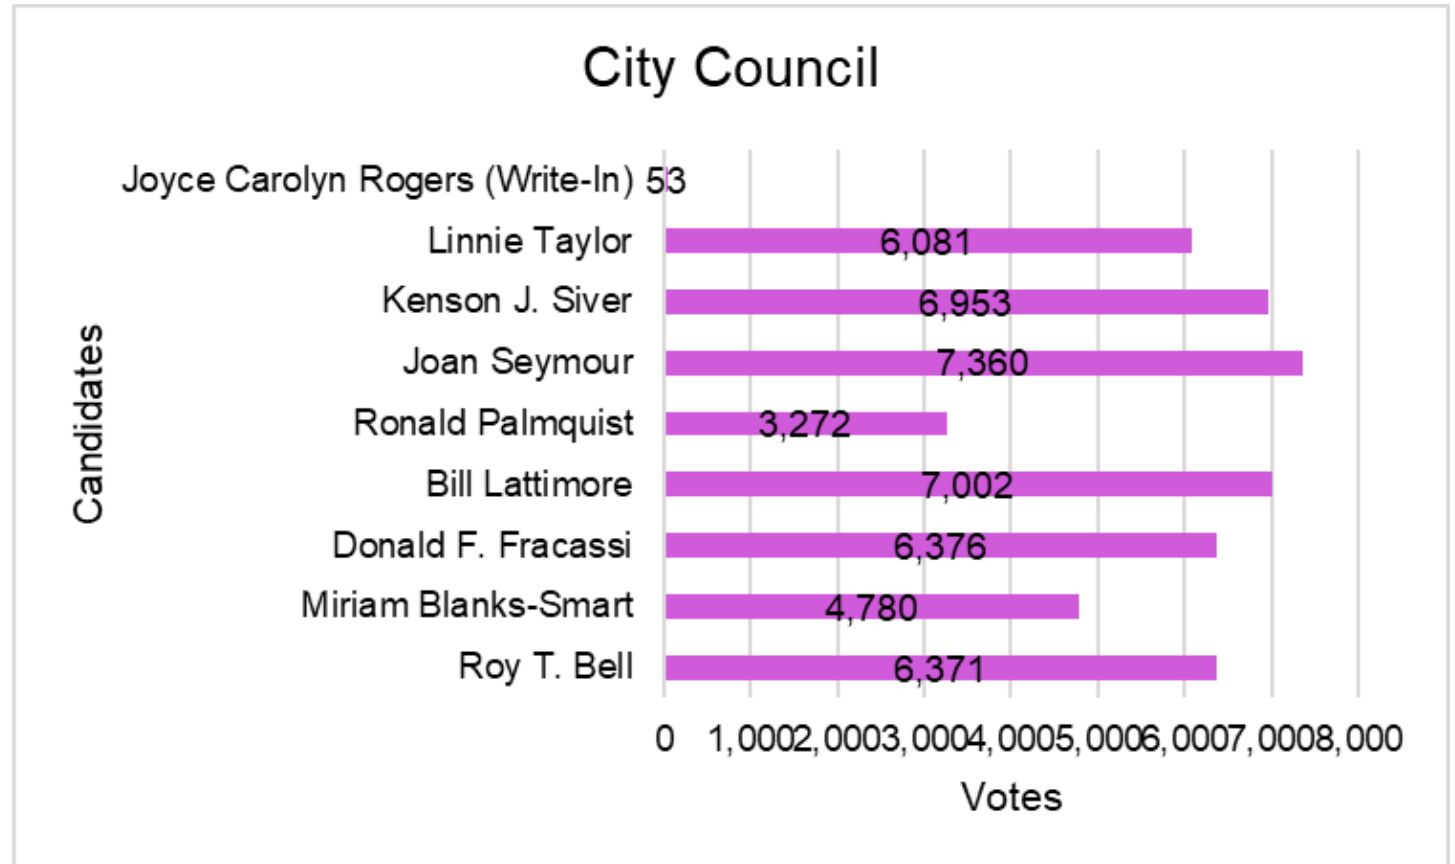 City Council
Joyce Carolyn Rogers (Write-In) 53
Linnie Taylor 6,081
Kenson J. Siver 6,953
Joan Seymour 7,360
Ronald Palmquist 3,272
Bill Lattimore 7,002
Donald F. Fracassi 6,376
Miriam Blanks-Smart 4,780
Roy T. Bell 6,371
Candidates
0 1,000 2,000 3,000 4,000 5,000 6,000 7,000 8,000
Votes